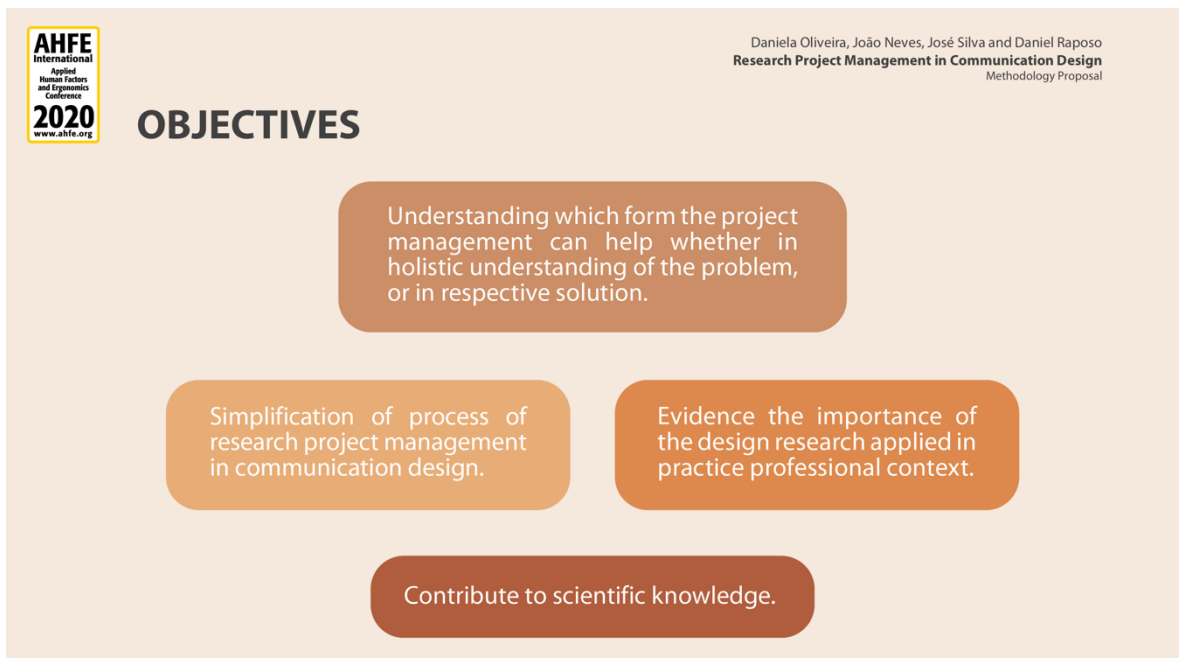 AHFE
International
Applied
Human Factors
and Ergonomics
Conference
2020
www.ahfe.org
Daniela Oliveira, João Neves, José Silva and Daniel Raposo
Research Project Management in Communication Design
Methodology Proposal
OBJECTIVES
Understanding which form the project
management can help whether in
holistic understanding of the problem,
or in respective solution.
Simplification of process of
research project management
in communication design.
Evidence the importance of
the design research applied in
practice professional context.
Contribute to scientific knowledge.